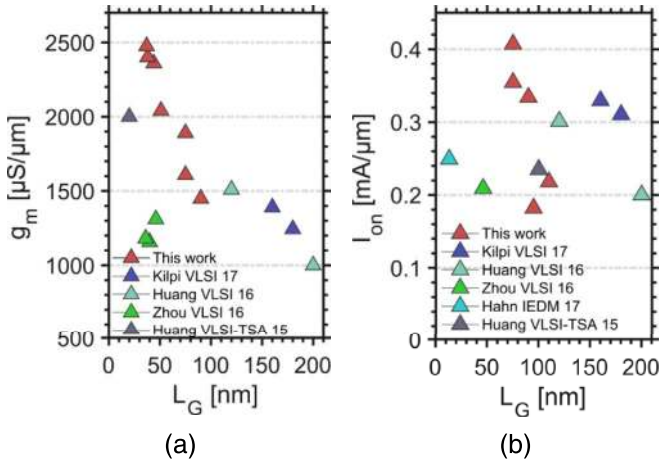 2500
2000
1500
1000
500
g_m [µS/µm]
This work
Kilpi VLSI 17
Huang VLSI 16
Zhou VLSI 16
Huang VLSI-TSA 15
0 50 100 150 200
L_G [nm]
(a)
0.4
0.3
0.2
0.1
0
I_on [mA/µm]
This work
Kilpi VLSI 17
Huang VLSI 16
Zhou VLSI 16
Hahn IEDM 17
Huang VLSI-TSA 15
0 50 100 150 200
L_G [nm]
(b)